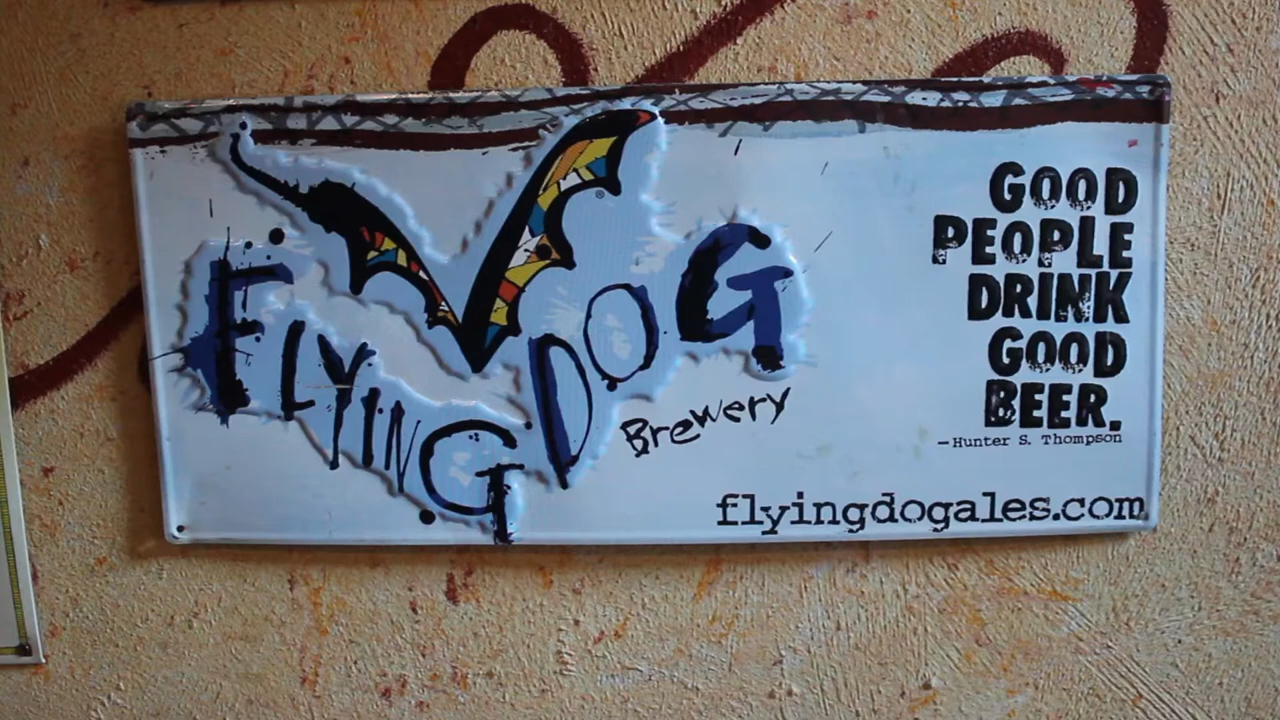 FLYING DOG
Brewery
®
GOOD
PEOPLE
DRINK
GOOD
BEER.
—Hunter S. Thompson
flyingdogales.com